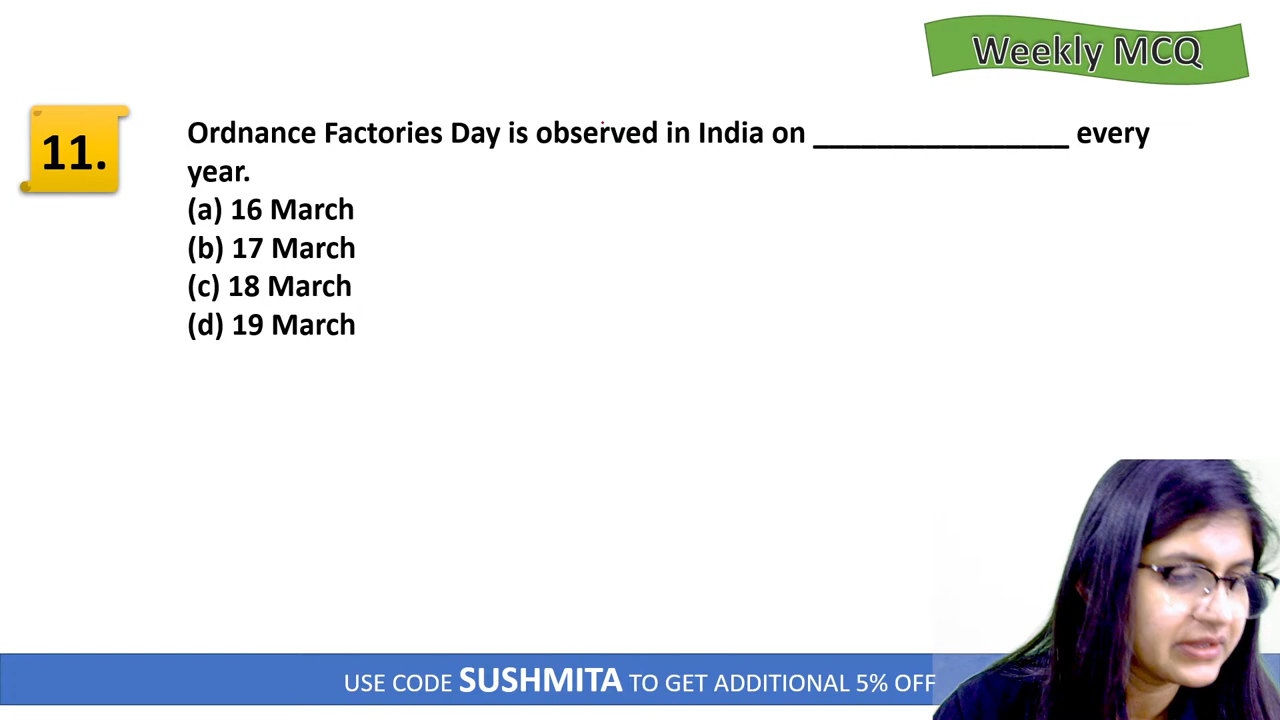 Weekly MCQ
11.
Ordnance Factories Day is observed in India on ________________ every
year.
(a) 16 March
(b) 17 March
(c) 18 March
(d) 19 March
USE CODE SUSHMITA TO GET ADDITIONAL 5% OFF